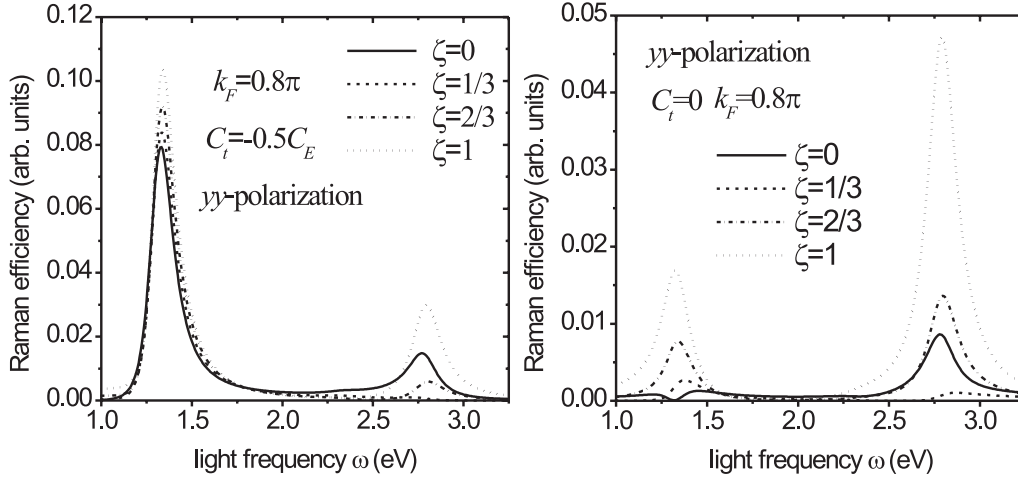 Raman efficiency (arb. units)
0.10
0.08
0.06
0.04
0.02
0.00
k_F=0.8π
C_t=-0.5C_E
yy-polarization
ζ=0
ζ=1/3
ζ=2/3
ζ=1
1.0 1.5 2.0 2.5 3.0
light frequency ω (eV)
Raman efficiency (arb. units)
0.05
0.04
0.03
0.02
0.01
0.00
yy-polarization
C_t=0 k_F=0.8π
ζ=0
ζ=1/3
ζ=2/3
ζ=1
1.0 1.5 2.0 2.5 3.0
light frequency ω (eV)